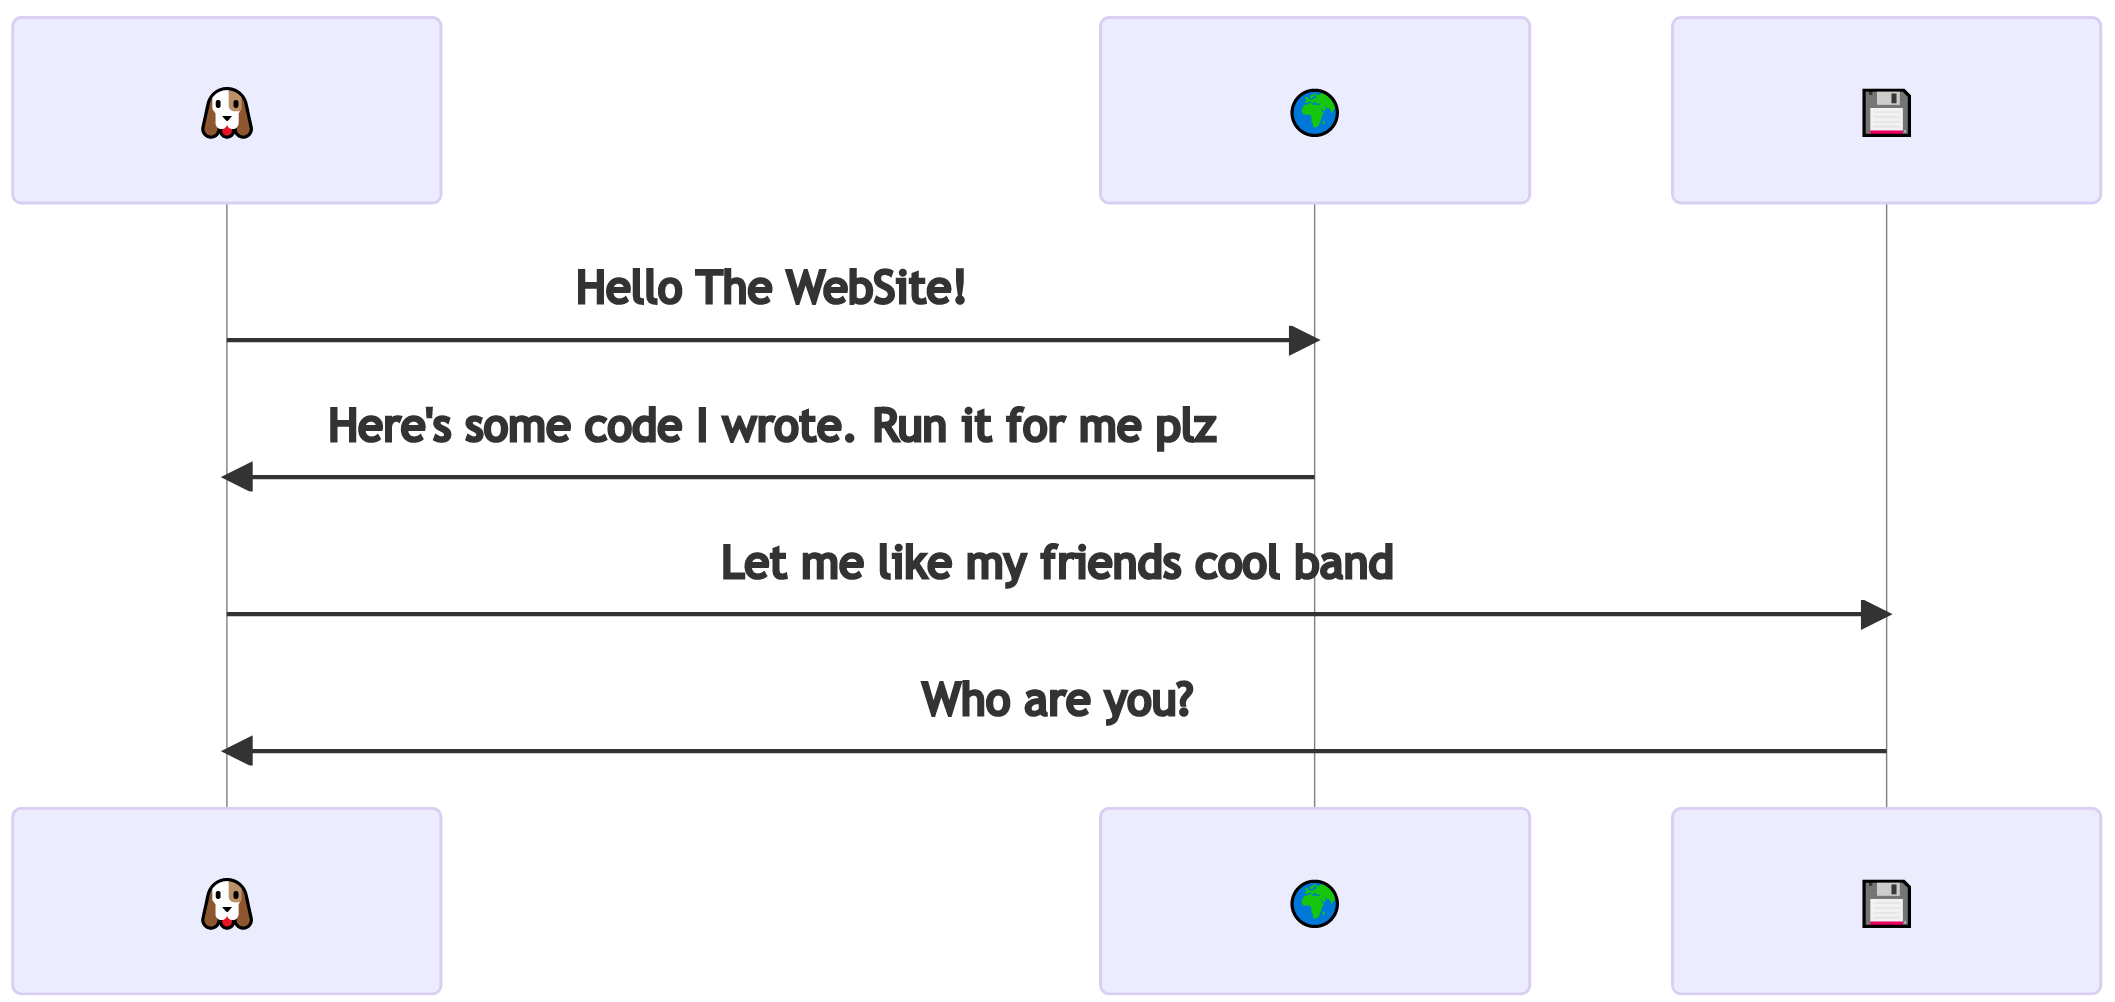 Hello The WebSite!
Here's some code I wrote. Run it for me plz
Let me like my friends cool band
Who are you?